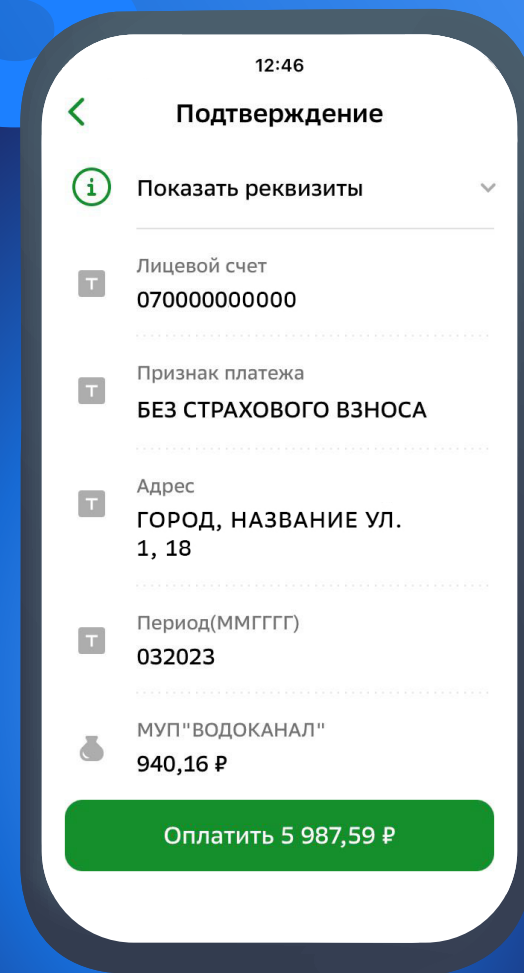 12:46
Подтверждение
i
Показать реквизиты
Лицевой счет
T
070000000000
Признак платежа
T
БЕЗ СТРАХОВОГО ВЗНОСА
Адрес
T
ГОРОД, НАЗВАНИЕ УЛ.
1, 18
Период(ММГГГГ)
T
032023
МУП"ВОДОКАНАЛ"
940,16 ₽
Оплатить 5 987,59 ₽